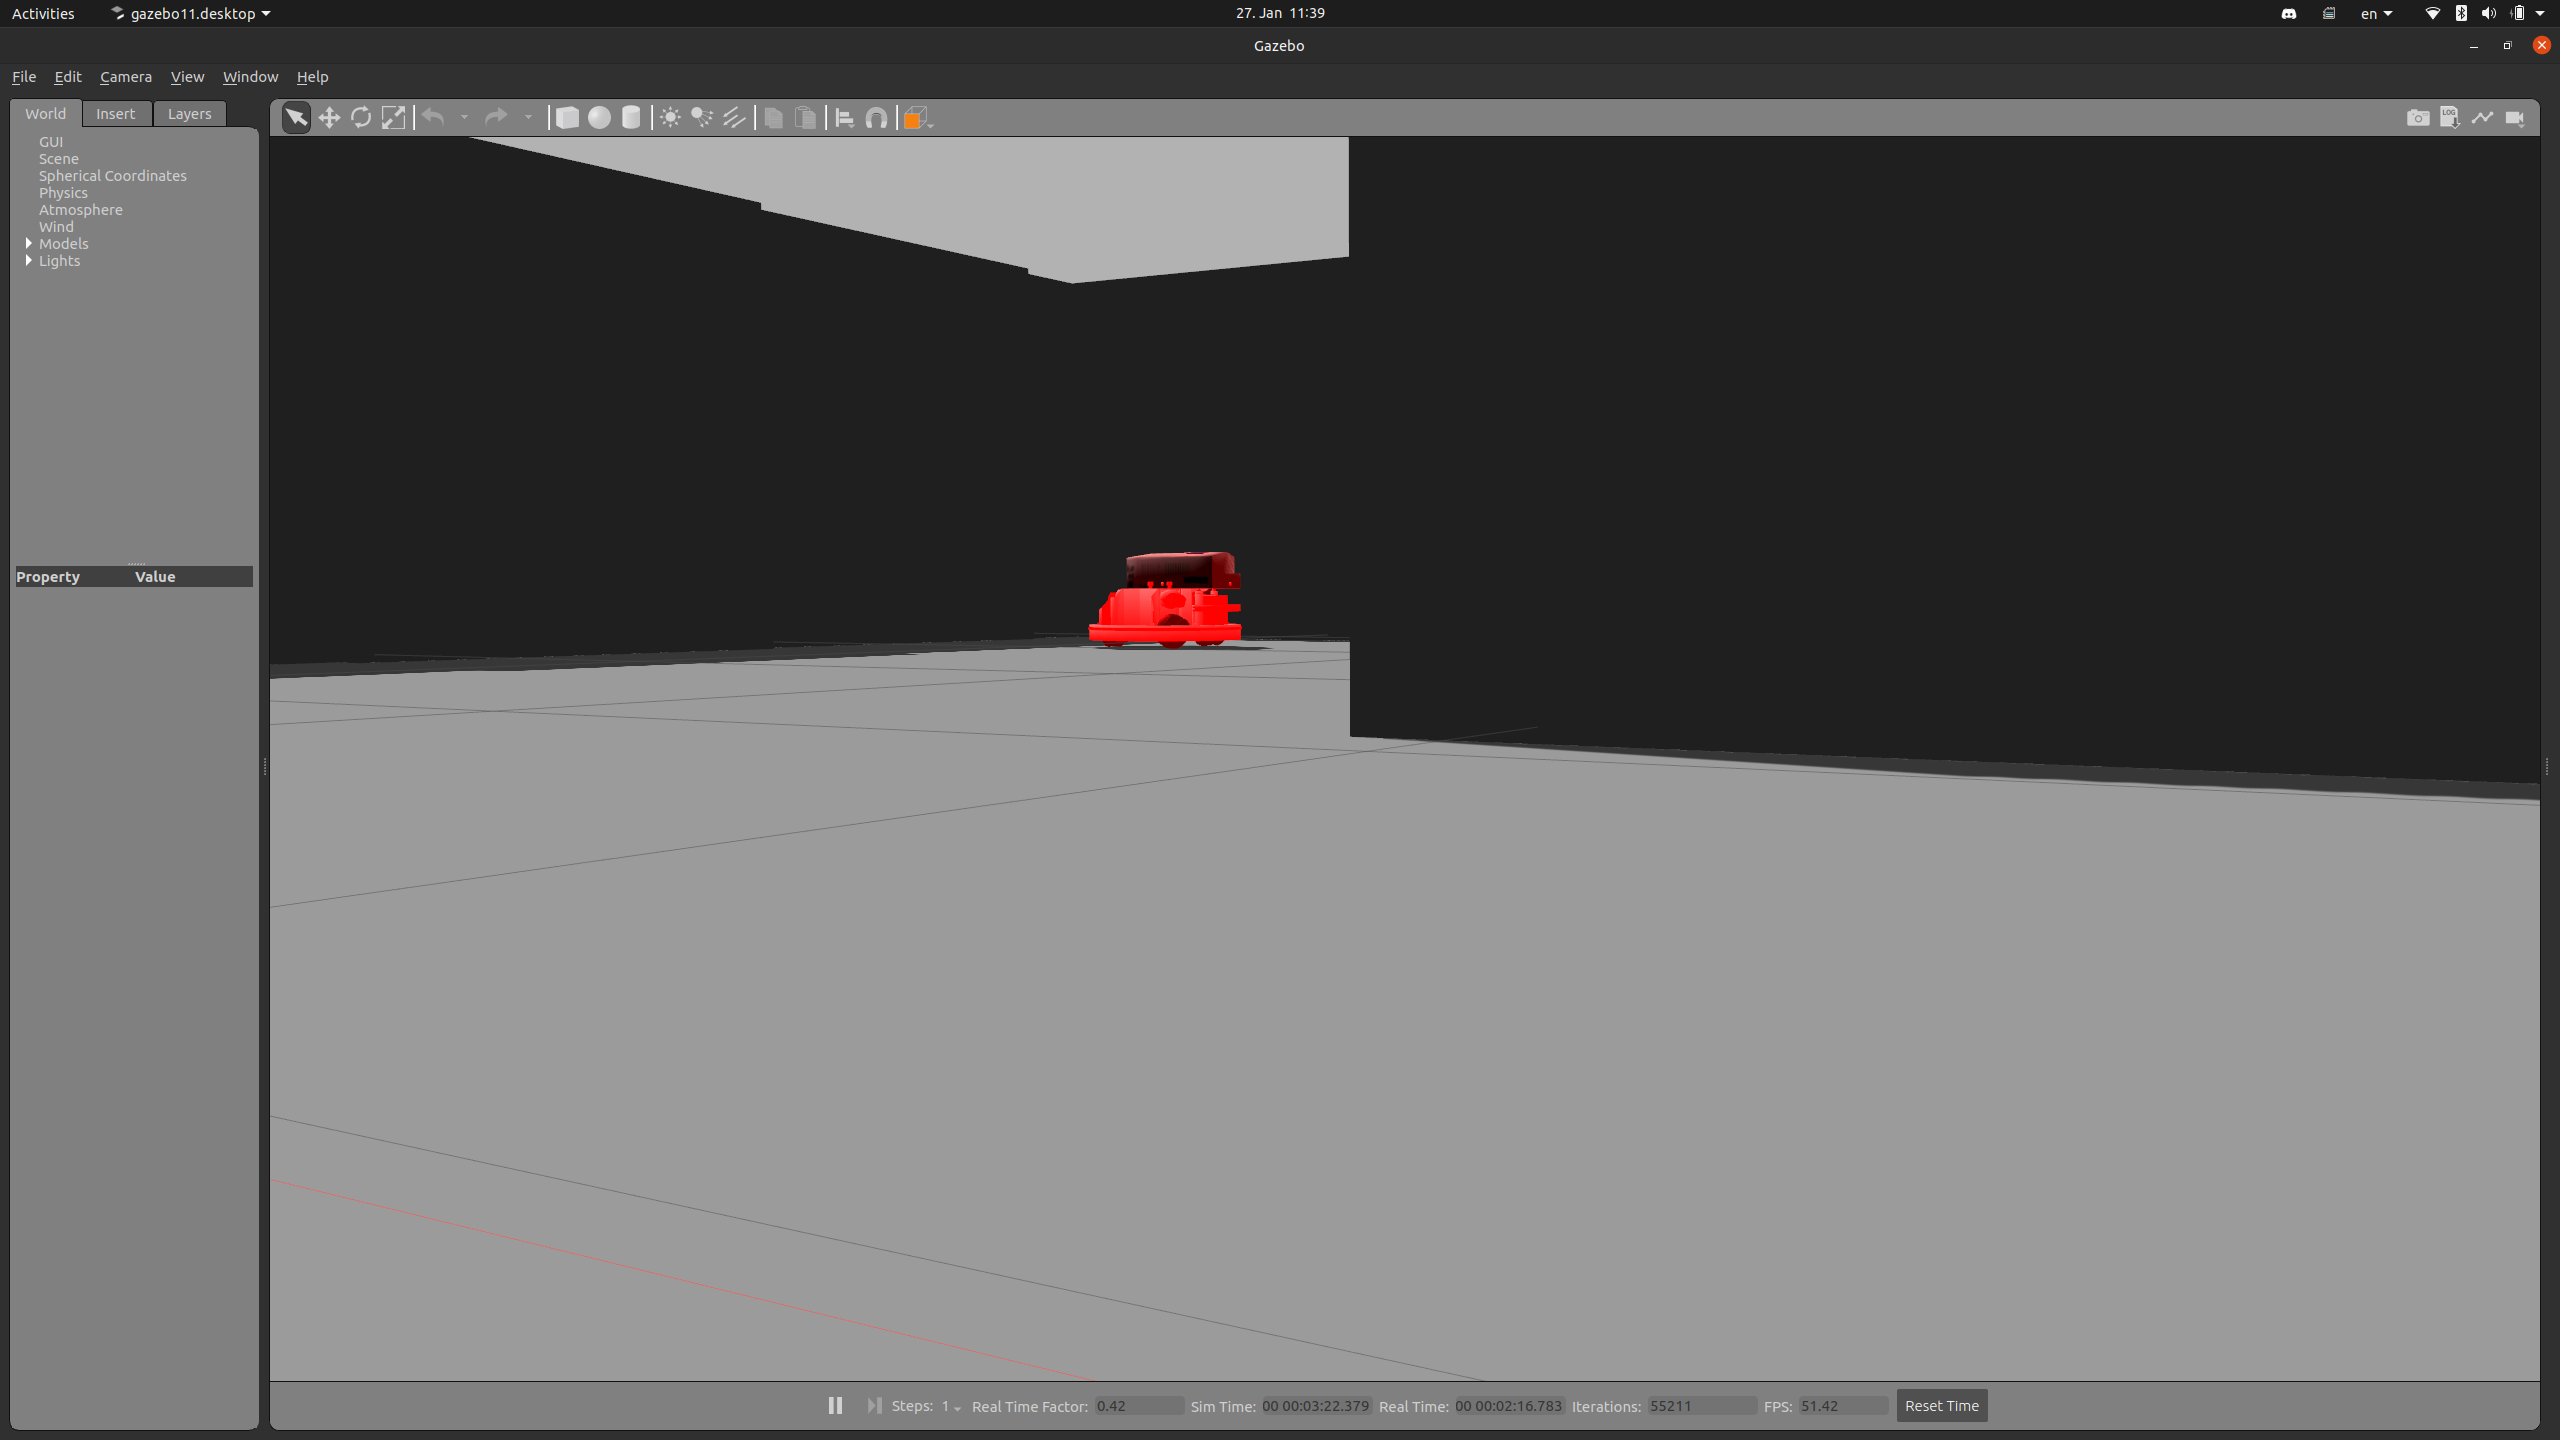 Activities gazebo11.desktop 27. Jan 11:39 en
Gazebo
File Edit Camera View Window Help
World Insert Layers
LOG
GUI
Scene
Spherical Coordinates
Physics
Atmosphere
Wind
Models
Lights
Property Value
Steps: 1 Real Time Factor: 0.42 Sim Time: 00 00:03:22.379 Real Time: 00 00:02:16.783 Iterations: 55211 FPS: 51.42 Reset Time